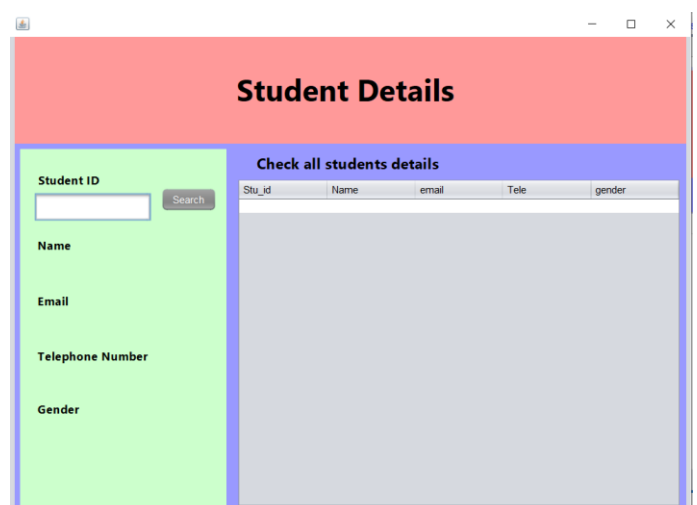 Student Details
Student ID
Search
Name
Email
Telephone Number
Gender
Check all students details
Stu_id Name email Tele gender